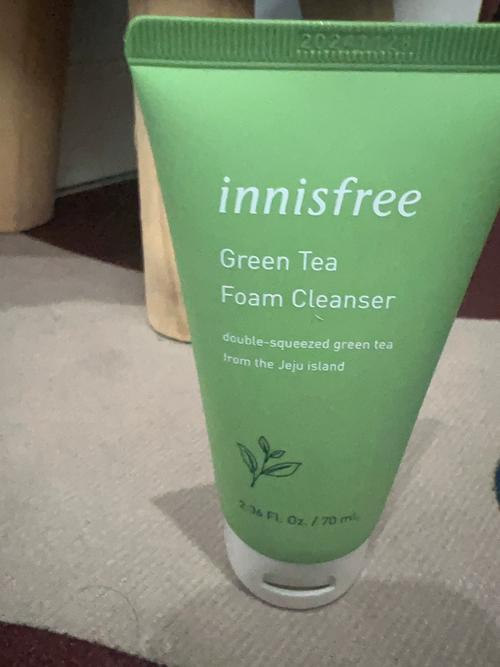 innisfree
Green Tea
Foam Cleanser
double-squeezed green tea
from the Jeju island
2.36 Fl. Oz. / 70 mL